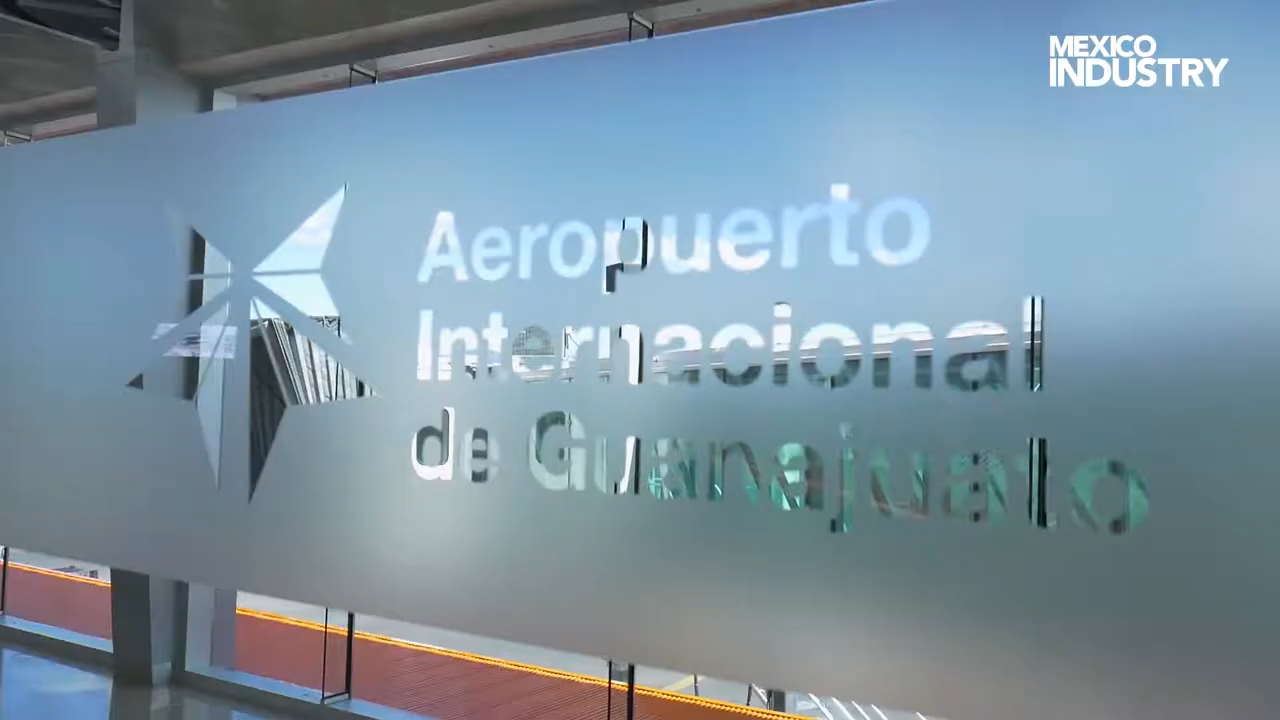 MEXICO
INDUSTRY
Aeropuerto
Internacional
de Guanajuato